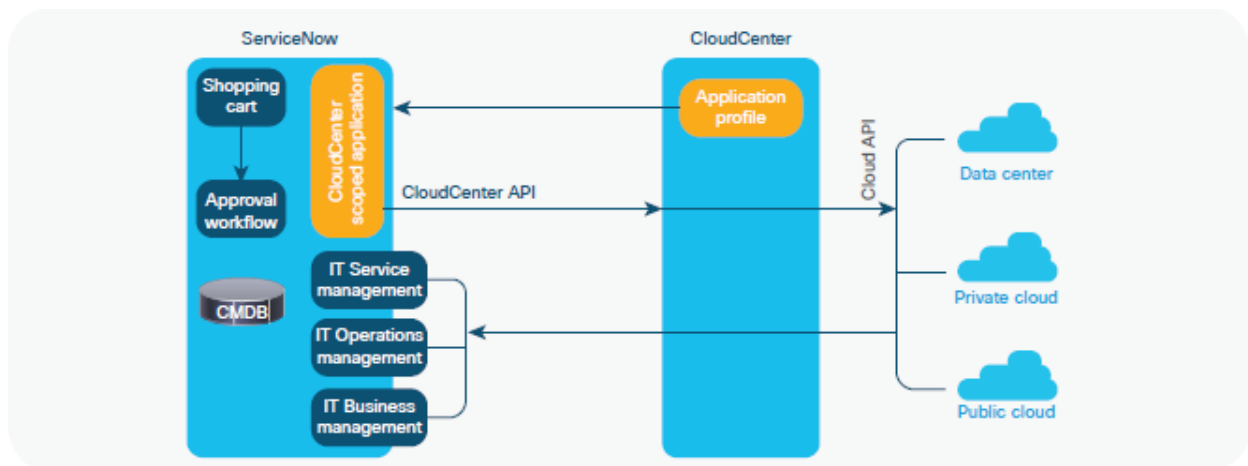 ServiceNow
CloudCenter
Shopping
cart
CloudCenter
scoped application
Application
profile
Cloud API
Data center
Approval
workflow
CloudCenter API
IT Service
management
Private cloud
CMDB
IT Operations
management
IT Business
management
Public cloud